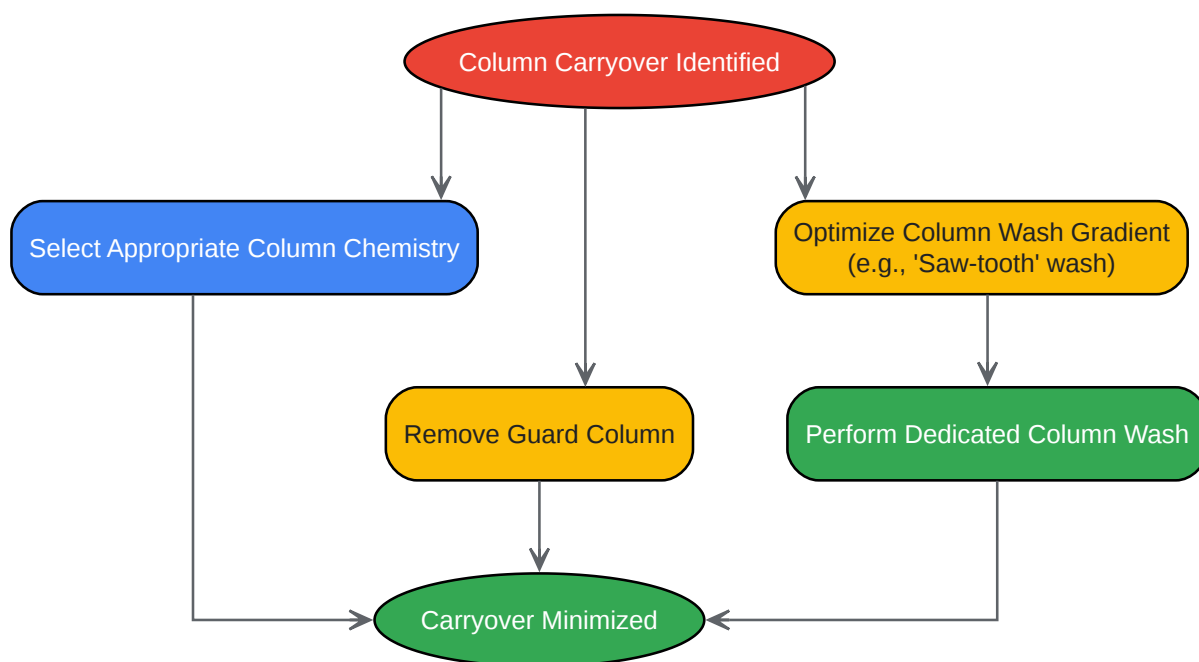 Column Carryover Identified
Select Appropriate Column Chemistry
Optimize Column Wash Gradient
(e.g., 'Saw-tooth' wash)
Remove Guard Column
Perform Dedicated Column Wash
Carryover Minimized